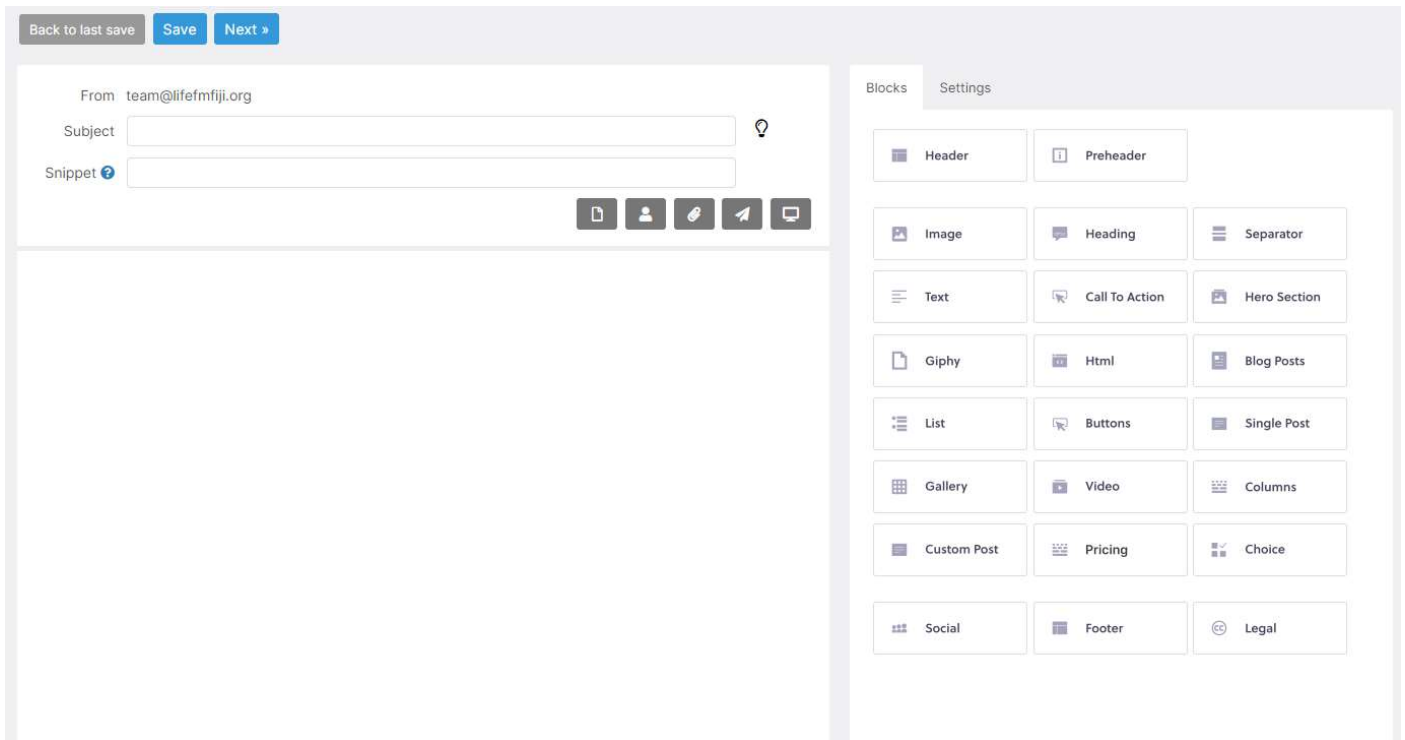 Back to last save Save Next »
From team@lifefmfiji.org
Subject
Snippet
Blocks Settings
Header Preheader
Image Heading Separator
Text Call To Action Hero Section
Giphy Html Blog Posts
List Buttons Single Post
Gallery Video Columns
Custom Post Pricing Choice
Social Footer Legal